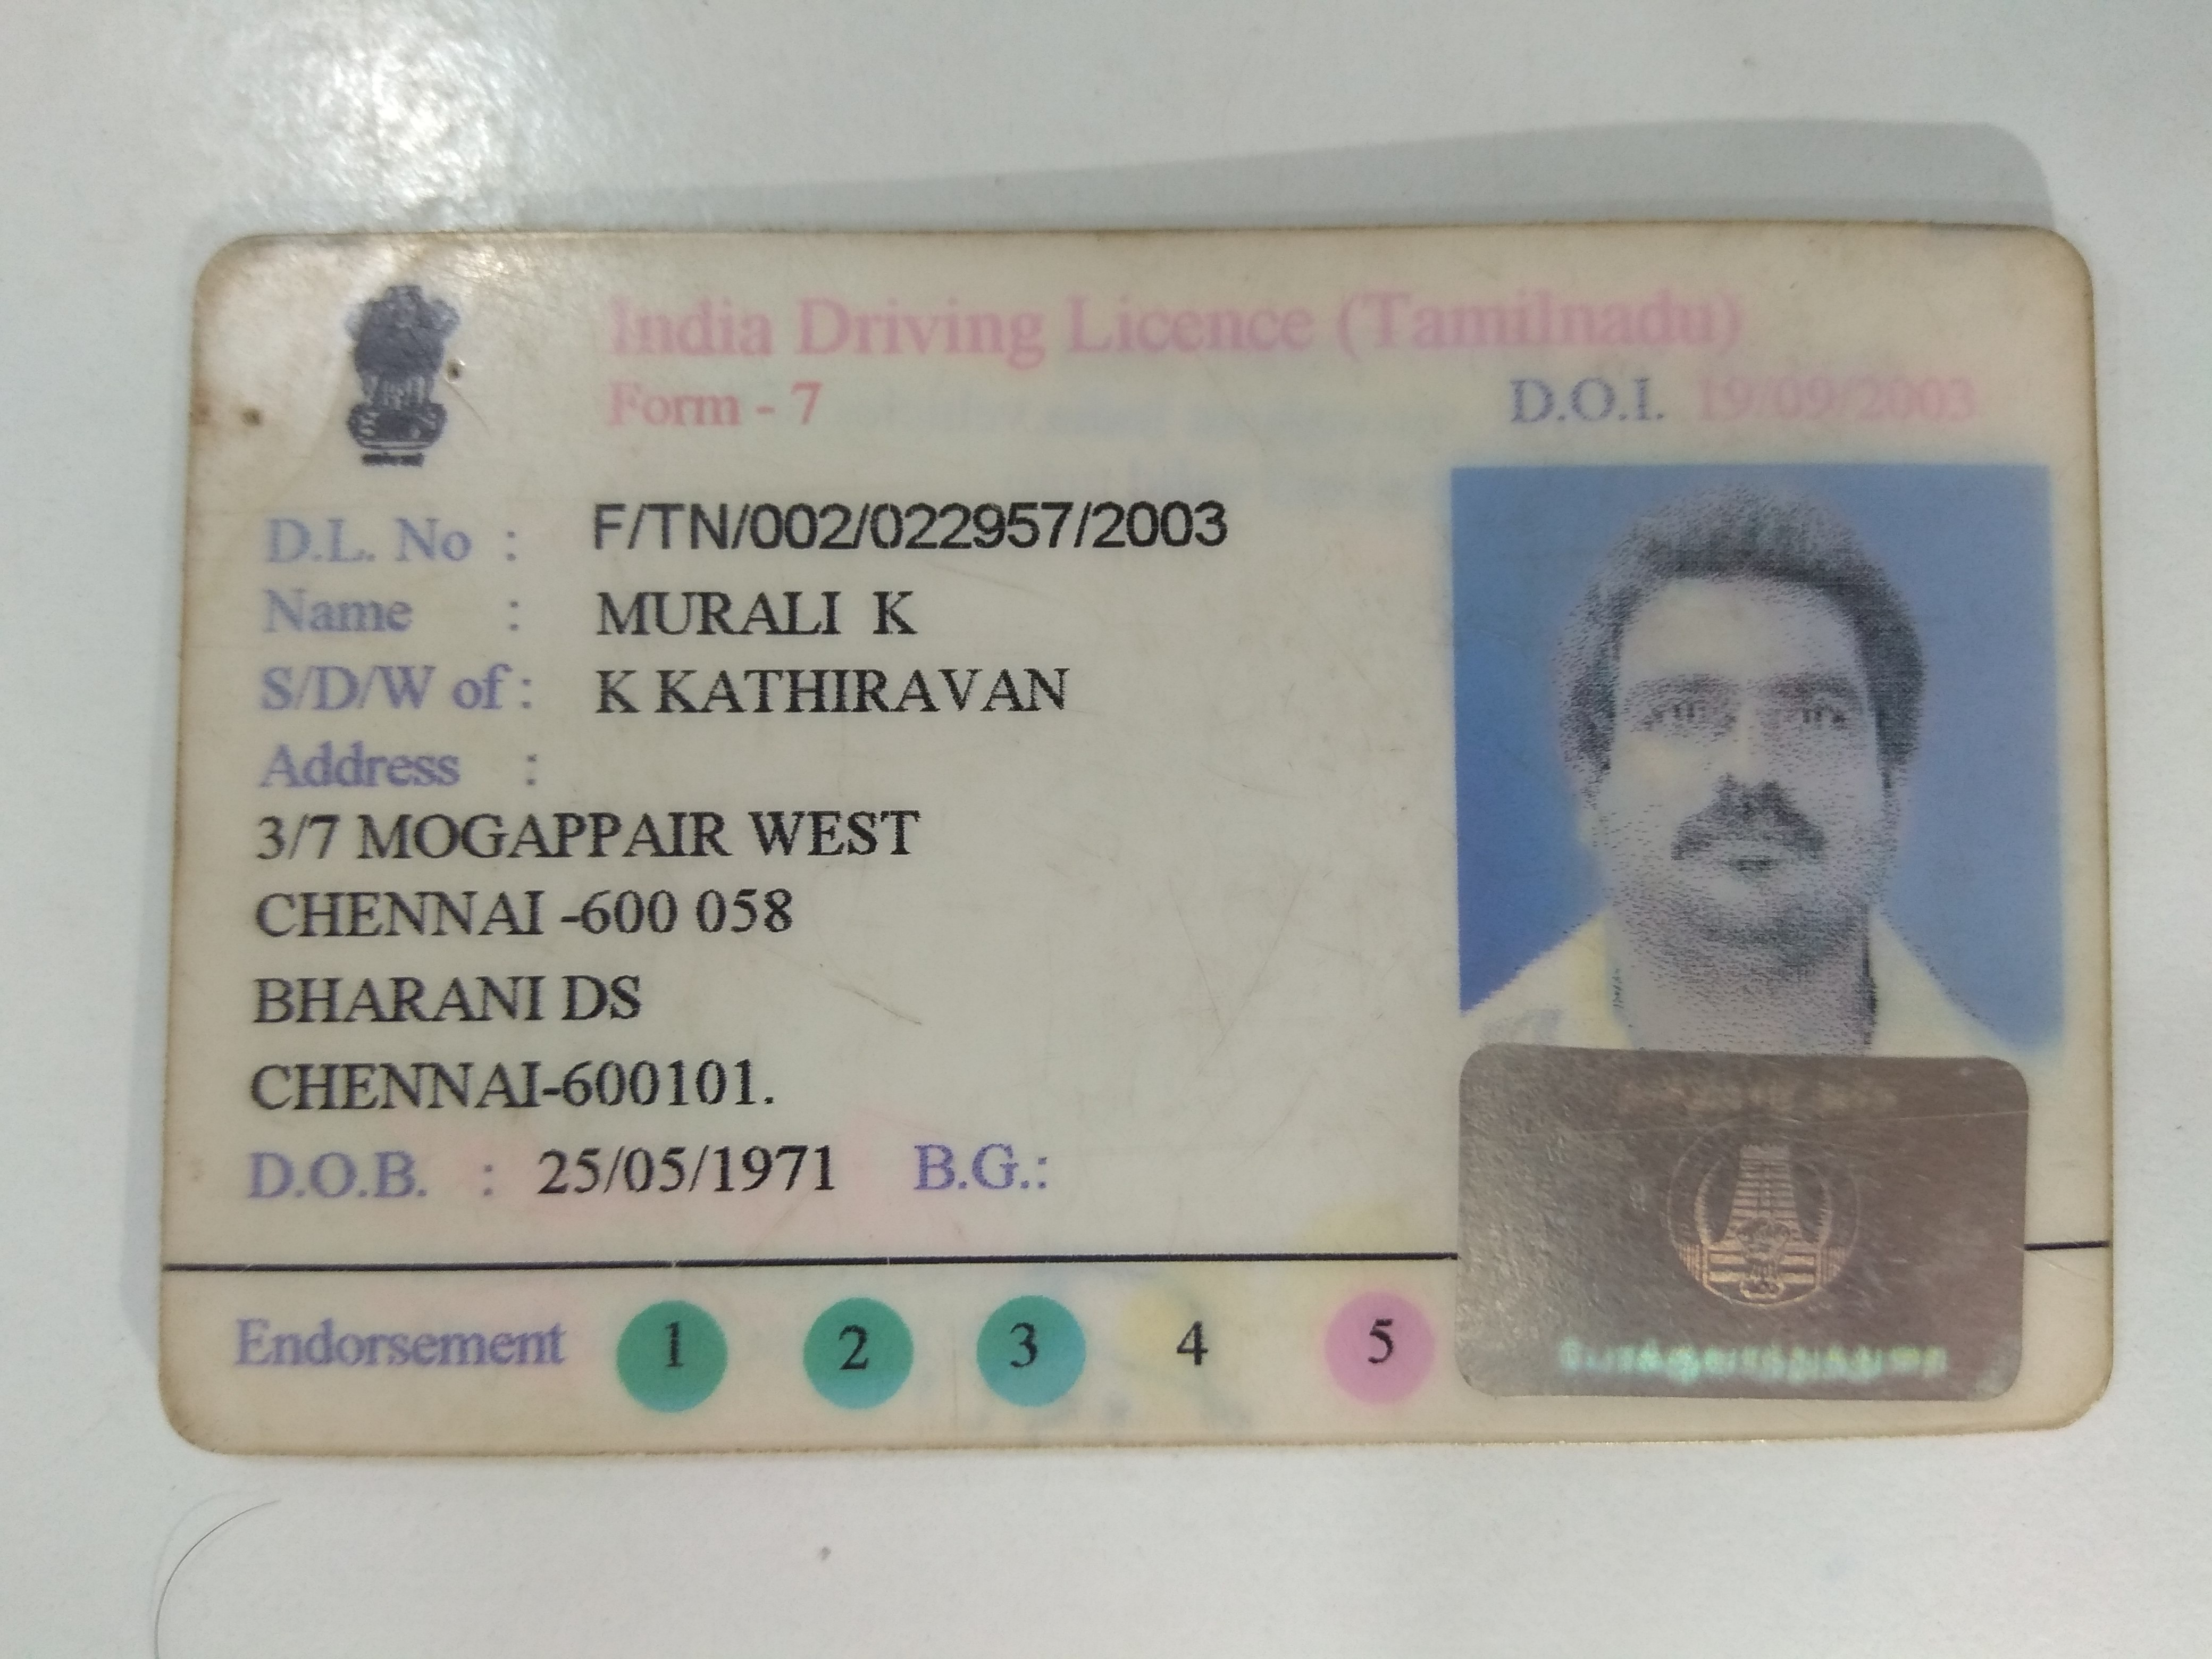 India Driving Licence (Tamilnadu)
Form - 7
D.O.I. 19/09/2003
D.L. No : F/TN/002/022957/2003
Name : MURALI K
S/D/W of : K KATHIRAVAN
Address :
3/7 MOGAPPAIR WEST
CHENNAI -600 058
BHARANI DS
CHENNAI-600101.
D.O.B. : 25/05/1971 B.G.:
Endorsement 1 2 3 4 5
போக்குவரத்துத்துறை